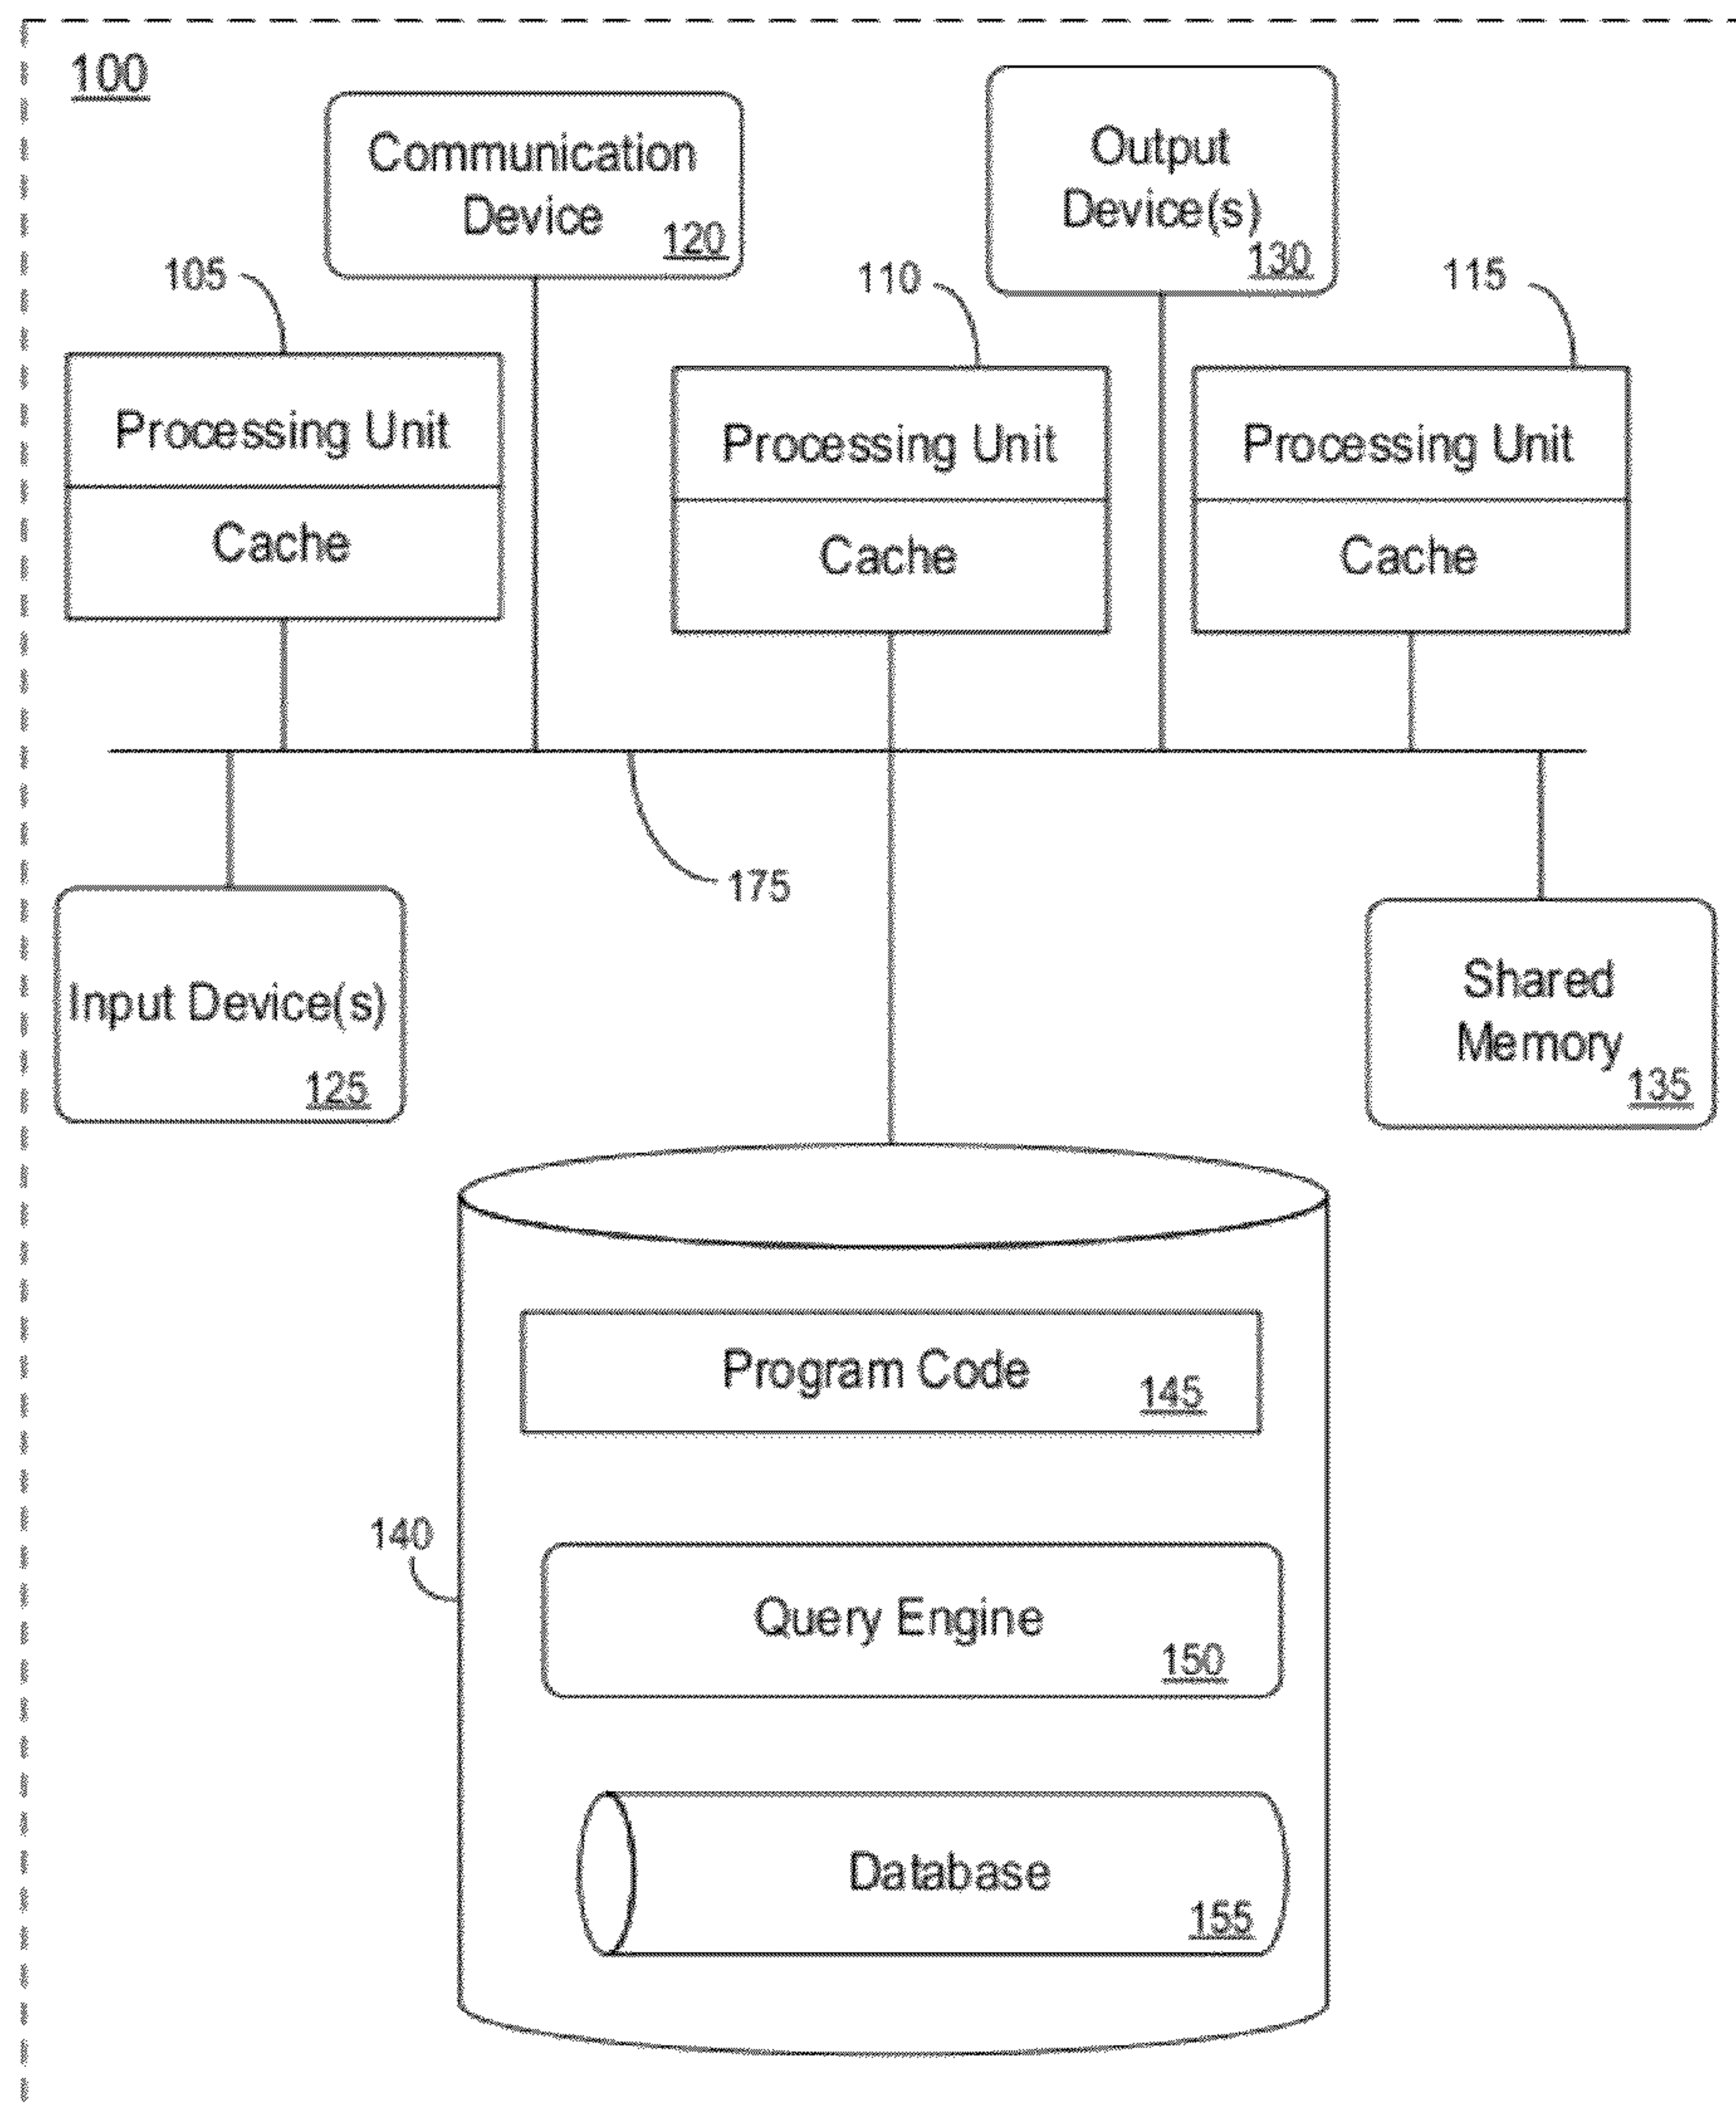 100
Communication
Device
120
Output
Device(s)
130
105
110
115
Processing Unit
Cache
Processing Unit
Cache
Processing Unit
Cache
175
Input Device(s)
125
Shared
Memory
135
Program Code
145
140
Query Engine
150
Database
155